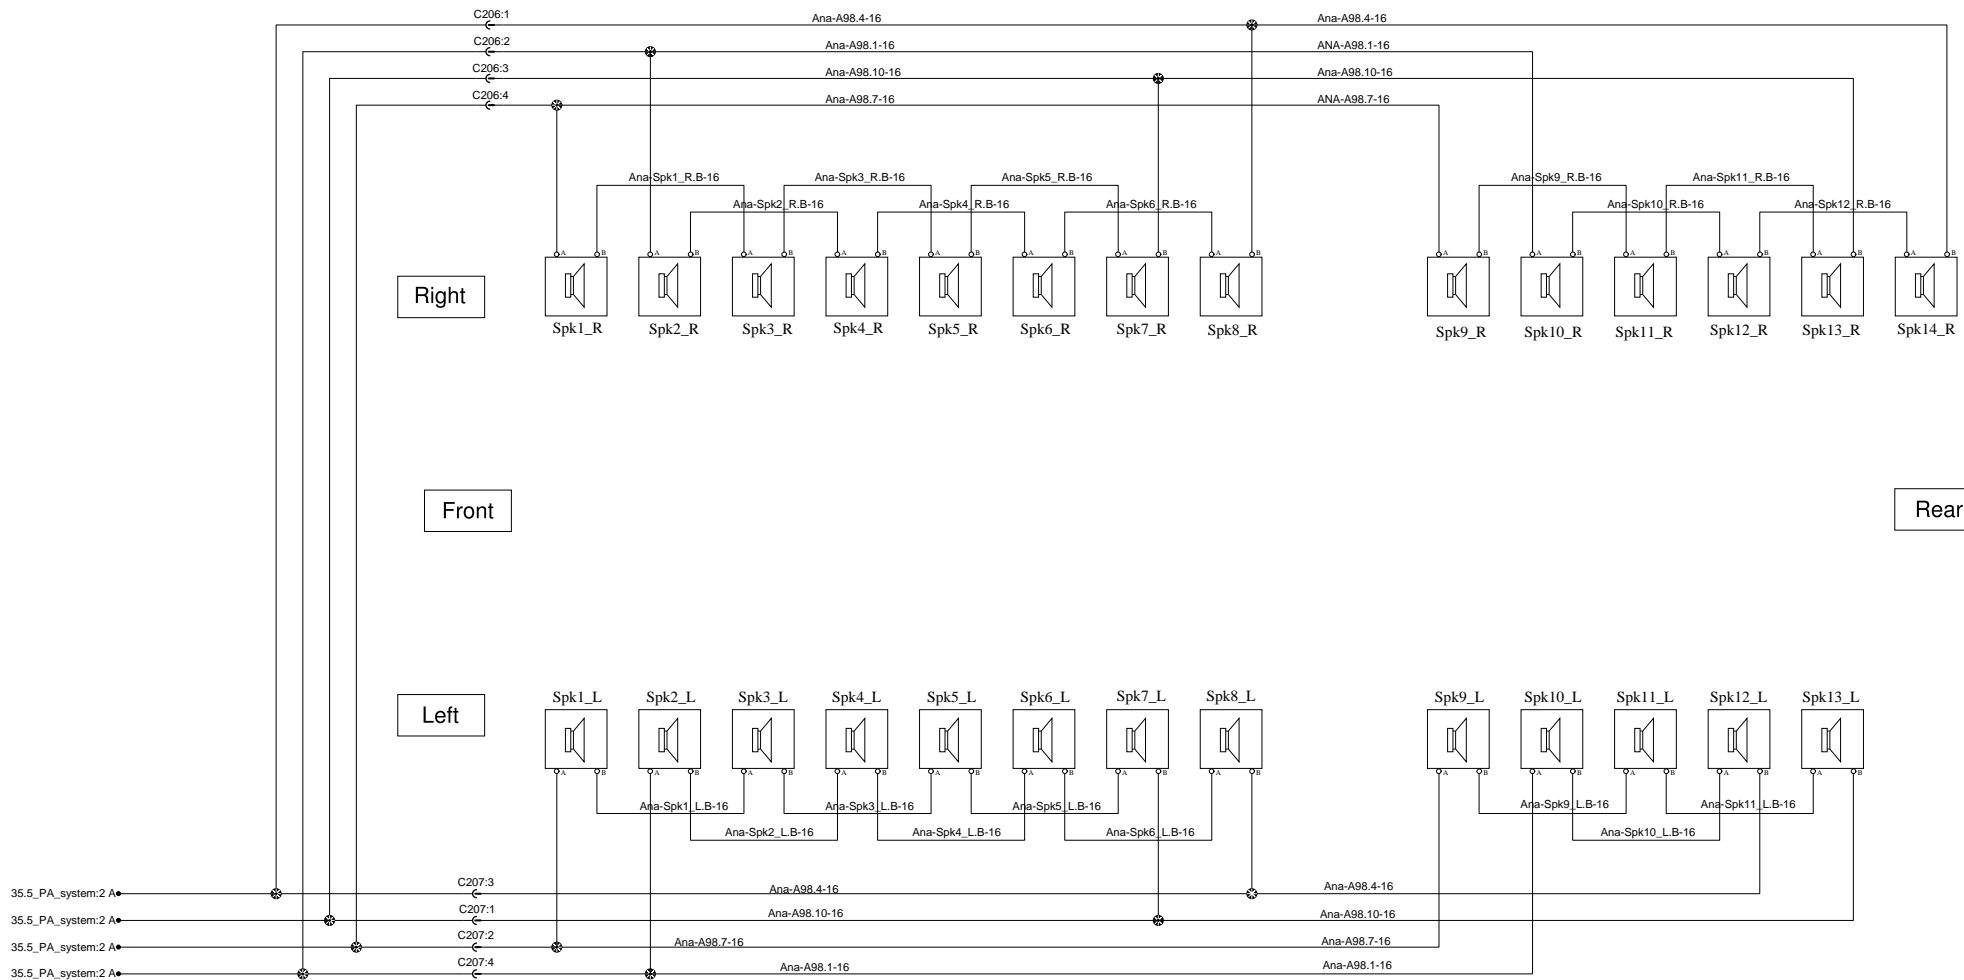 C206:1 Ana-A98.4-16 Ana-A98.4-16
C206:2 Ana-A98.1-16 ANA-A98.1-16
C206:3 Ana-A98.10-16 Ana-A98.10-16
C206:4 Ana-A98.7-16 ANA-A98.7-16
Ana-Spk1_R.B-16 Ana-Spk3_R.B-16 Ana-Spk5_R.B-16 Ana-Spk9_R.B-16 Ana-Spk11_R.B-16
Ana-Spk2_R.B-16 Ana-Spk4_R.B-16 Ana-Spk6_R.B-16 Ana-Spk10_R.B-16 Ana-Spk12_R.B-16
A B A B A B A B A B A B A B A B A B A B A B A B A B A B
Right
Spk1_R Spk2_R Spk3_R Spk4_R Spk5_R Spk6_R Spk7_R Spk8_R Spk9_R Spk10_R Spk11_R Spk12_R Spk13_R Spk14_R
Front Rear
Spk1_L Spk2_L Spk3_L Spk4_L Spk5_L Spk6_L Spk7_L Spk8_L Spk9_L Spk10_L Spk11_L Spk12_L Spk13_L
Left
A B A B A B A B A B A B A B A B A B A B A B A B A B
Ana-Spk1_L.B-16 Ana-Spk3_L.B-16 Ana-Spk5_L.B-16 Ana-Spk9_L.B-16 Ana-Spk11_L.B-16
Ana-Spk2_L.B-16 Ana-Spk4_L.B-16 Ana-Spk6_L.B-16 Ana-Spk10_L.B-16
35.5_PA_system:2 A C207:3 Ana-A98.4-16 Ana-A98.4-16
35.5_PA_system:2 A C207:1 Ana-A98.10-16 Ana-A98.10-16
35.5_PA_system:2 A C207:2 Ana-A98.7-16 Ana-A98.7-16
35.5_PA_system:2 A C207:4 Ana-A98.1-16 Ana-A98.1-16